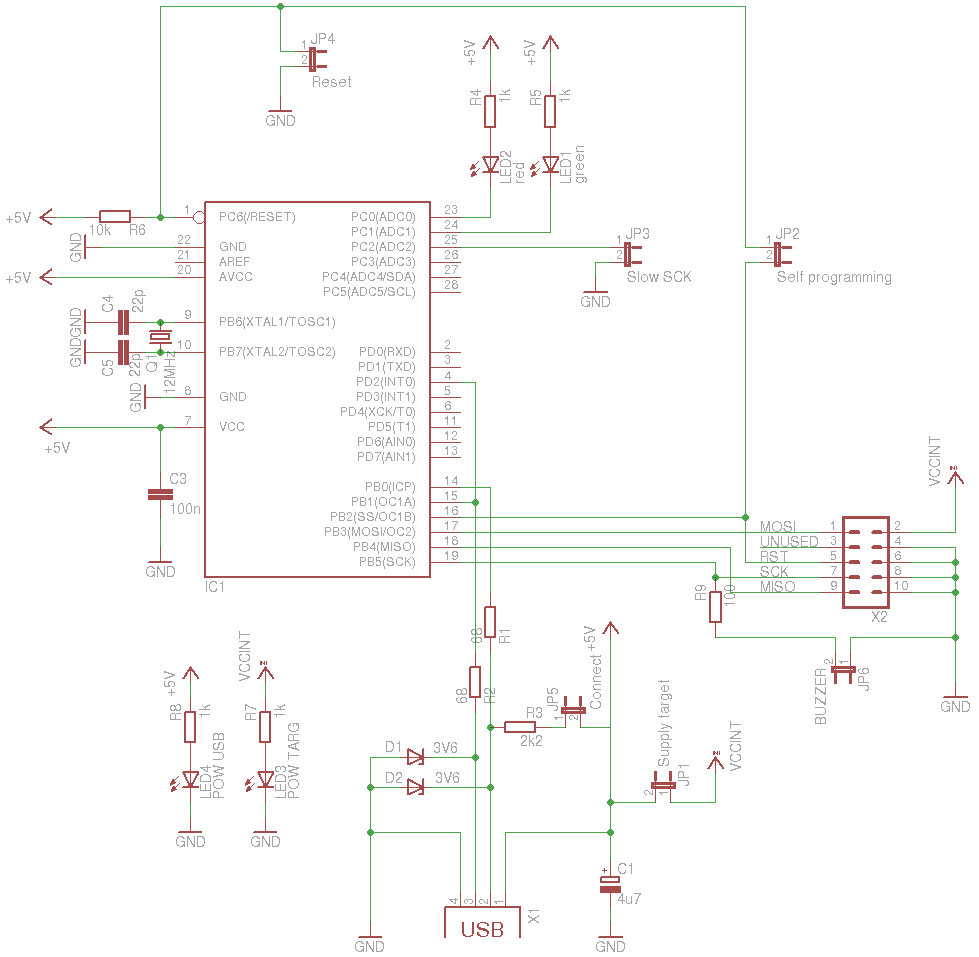 JP4
1
2
Reset
GND
+5V
+5V
R4
1k
R5
1k
LED2
red
LED1
green
+5V
10k
R6
1
PC6(/RESET)
GND
22
GND
21
AREF
+5V
20
AVCC
C4
22p
GND
9
PB6(XTAL1/TOSC1)
GND
C5
22p
Q1
12MHz
10
PB7(XTAL2/TOSC2)
GND
8
GND
+5V
7
VCC
C3
100n
GND
IC1
PC0(ADC0)
23
PC1(ADC1)
24
PC2(ADC2)
25
PC3(ADC3)
26
PC4(ADC4/SDA)
27
PC5(ADC5/SCL)
28
PD0(RXD)
2
PD1(TXD)
3
PD2(INT0)
4
PD3(INT1)
5
PD4(XCK/T0)
6
PD5(T1)
11
PD6(AIN0)
12
PD7(AIN1)
13
PB0(ICP)
14
PB1(OC1A)
15
PB2(SS/OC1B)
16
PB3(MOSI/OC2)
17
PB4(MISO)
18
PB5(SCK)
19
JP3
1
2
Slow SCK
GND
JP2
1
2
Self programming
VCCINT
MOSI
1
2
UNUSED
3
4
RST
5
6
SCK
7
8
MISO
9
10
X2
R9
100
BUZZER
2
1
JP6
GND
68
R1
68
R2
+5V
R8
1k
LED4
POW USB
GND
VCCINT
R7
1k
LED3
POW TARG
GND
R3
2k2
JP5
1
2
Connect
+5V
Supply target
2
1
JP1
VCCINT
D1
3V6
D2
3V6
C1
+
4u7
GND
4
3
2
1
X1
USB
GND